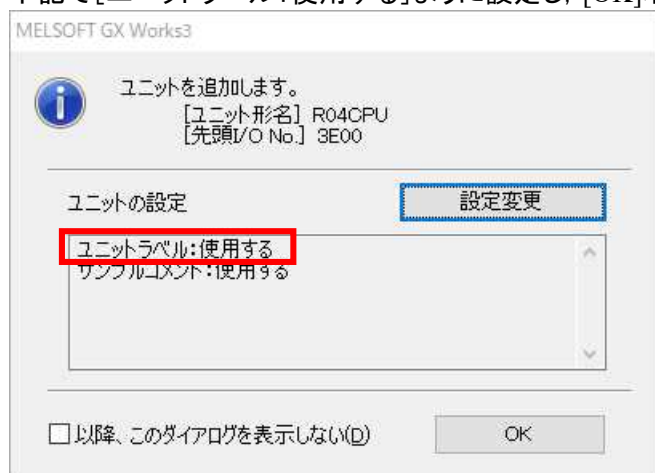 MELSOFT GX Works3
ユニットを追加します。
[ユニット形名] R04CPU
[先頭I/O No.] 3E00
ユニットの設定
設定変更
ユニットラベル:使用する
サンプルコメント:使用する
以降、このダイアログを表示しない(D)
OK